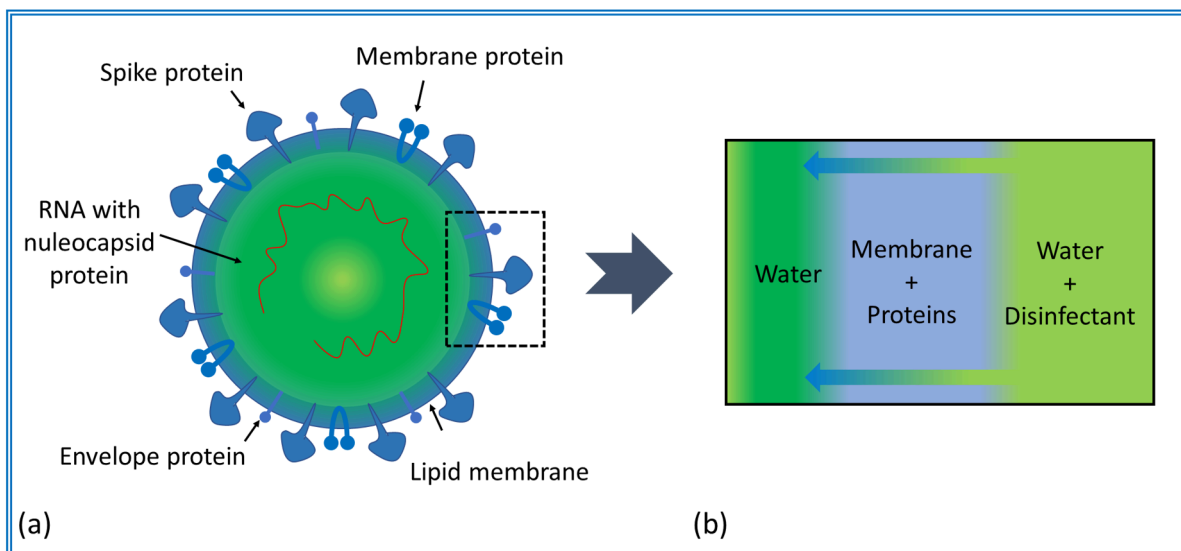 Spike protein
Membrane protein
RNA with
nuleocapsid
protein
Envelope protein
Lipid membrane
(a)
Water
Membrane
+
Proteins
Water
+
Disinfectant
(b)